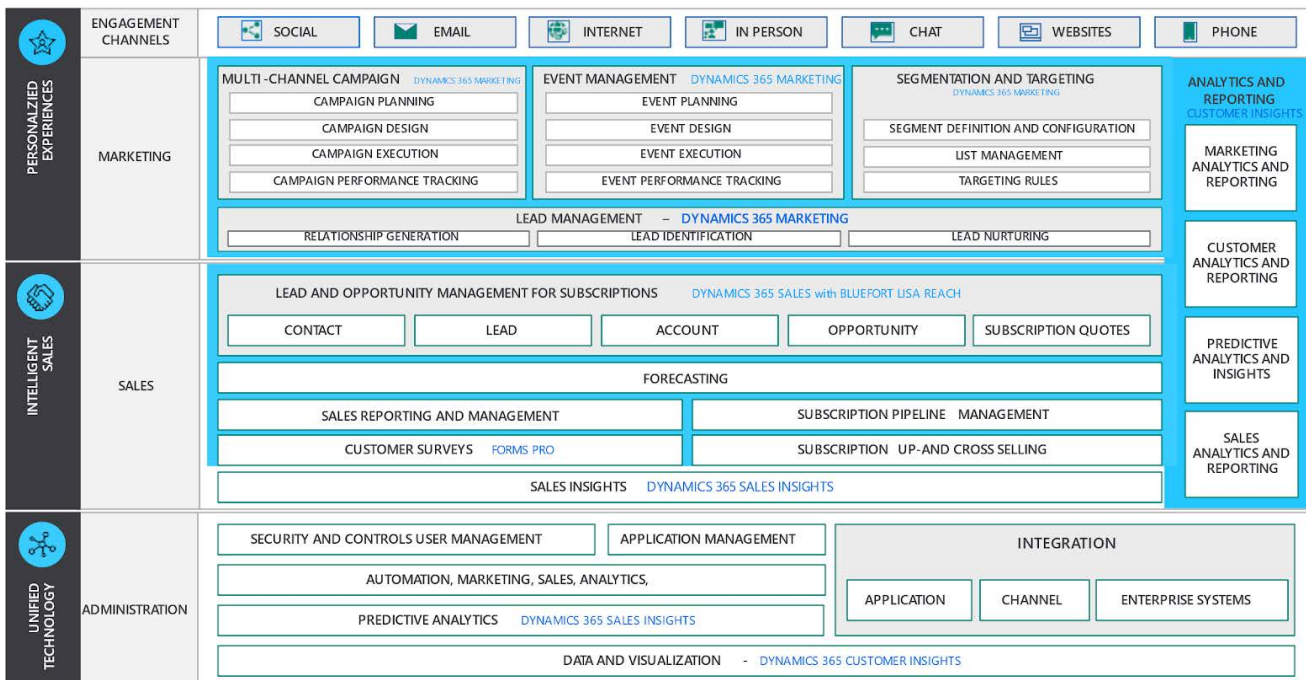 PERSONALZIED
EXPERIENCES
ENGAGEMENT
CHANNELS
SOCIAL
EMAIL
INTERNET
IN PERSON
CHAT
WEBSITES
PHONE
MARKETING
MULTI -CHANNEL CAMPAIGN DYNAMICS 365 MARKETING
CAMPAIGN PLANNING
CAMPAIGN DESIGN
CAMPAIGN EXECUTION
CAMPAIGN PERFORMANCE TRACKING
EVENT MANAGEMENT DYNAMICS 365 MARKETING
EVENT PLANNING
EVENT DESIGN
EVENT EXECUTION
EVENT PERFORMANCE TRACKING
SEGMENTATION AND TARGETING
DYNAMICS 365 MARKETING
SEGMENT DEFINITION AND CONFIGURATION
LIST MANAGEMENT
TARGETING RULES
LEAD MANAGEMENT – DYNAMICS 365 MARKETING
RELATIONSHIP GENERATION
LEAD IDENTIFICATION
LEAD NURTURING
ANALYTICS AND
REPORTING
CUSTOMER INSIGHTS
MARKETING
ANALYTICS AND
REPORTING
CUSTOMER
ANALYTICS AND
REPORTING
PREDICTIVE
ANALYTICS AND
INSIGHTS
SALES
ANALYTICS AND
REPORTING
INTELLIGENT
SALES
SALES
LEAD AND OPPORTUNITY MANAGEMENT FOR SUBSCRIPTIONS DYNAMICS 365 SALES with BLUEFORT LISA REACH
CONTACT
LEAD
ACCOUNT
OPPORTUNITY
SUBSCRIPTION QUOTES
FORECASTING
SALES REPORTING AND MANAGEMENT
SUBSCRIPTION PIPELINE MANAGEMENT
CUSTOMER SURVEYS FORMS PRO
SUBSCRIPTION UP-AND CROSS SELLING
SALES INSIGHTS DYNAMICS 365 SALES INSIGHTS
UNIFIED
TECHNOLOGY
ADMINISTRATION
SECURITY AND CONTROLS USER MANAGEMENT
APPLICATION MANAGEMENT
AUTOMATION, MARKETING, SALES, ANALYTICS,
PREDICTIVE ANALYTICS DYNAMICS 365 SALES INSIGHTS
INTEGRATION
APPLICATION
CHANNEL
ENTERPRISE SYSTEMS
DATA AND VISUALIZATION - DYNAMICS 365 CUSTOMER INSIGHTS